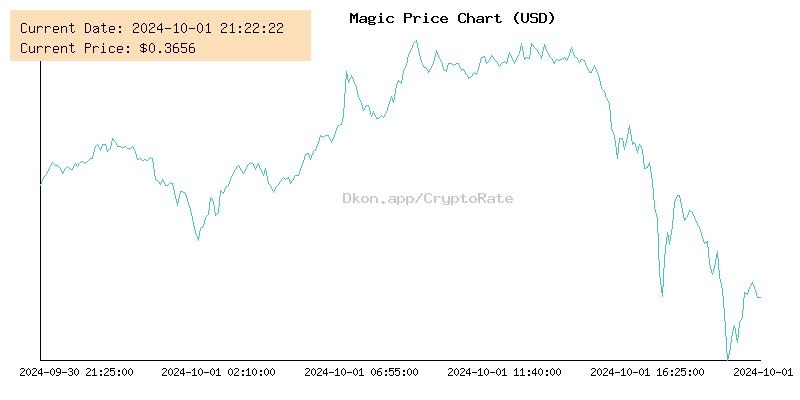 Magic Price Chart (USD)
Current Date: 2024-10-01 21:22:22
Current Price: $0.3656
Dkon.app/CryptoRate
2024-09-30 21:25:00 2024-10-01 02:10:00 2024-10-01 06:55:00 2024-10-01 11:40:00 2024-10-01 16:25:00 2024-10-01